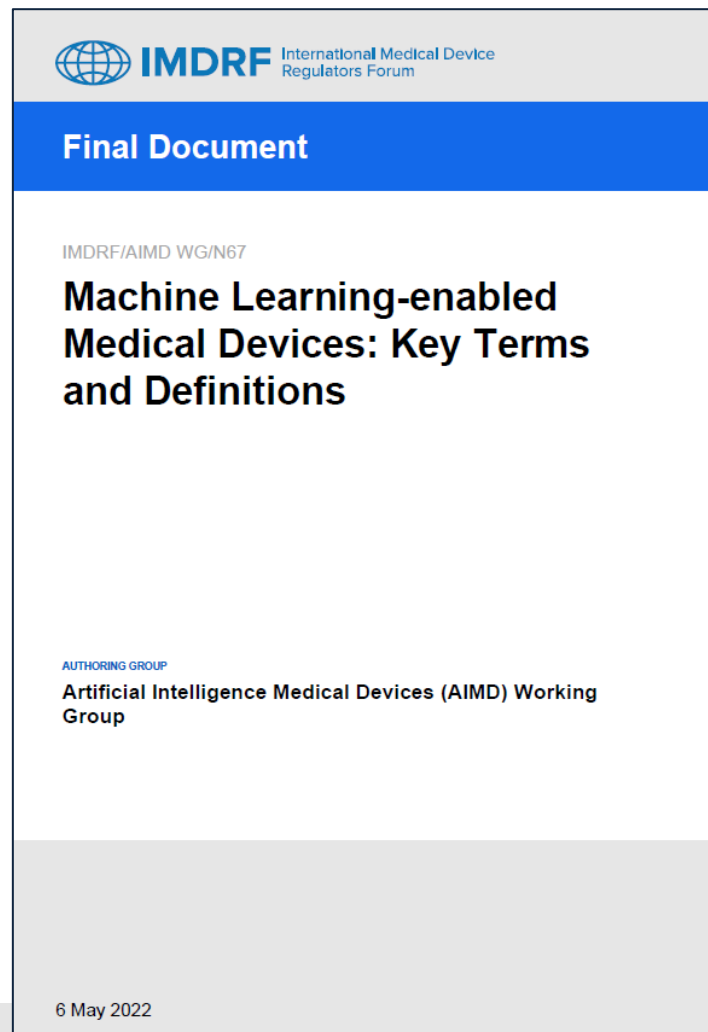 IMDRF International Medical Device
Regulators Forum
Final Document
IMDRF/AIMD WG/N67
Machine Learning-enabled
Medical Devices: Key Terms
and Definitions
AUTHORING GROUP
Artificial Intelligence Medical Devices (AIMD) Working
Group
6 May 2022